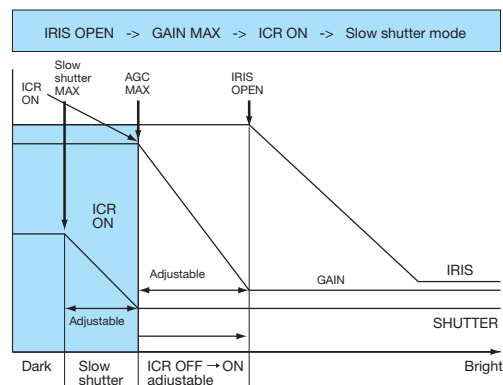 IRIS OPEN -> GAIN MAX -> ICR ON -> Slow shutter mode
Slow
shutter
MAX
AGC
MAX
IRIS
OPEN
ICR
ON
ICR
ON
Adjustable
GAIN
IRIS
Adjustable
SHUTTER
Dark
Slow
shutter
ICR OFF → ON
adjustable
Bright